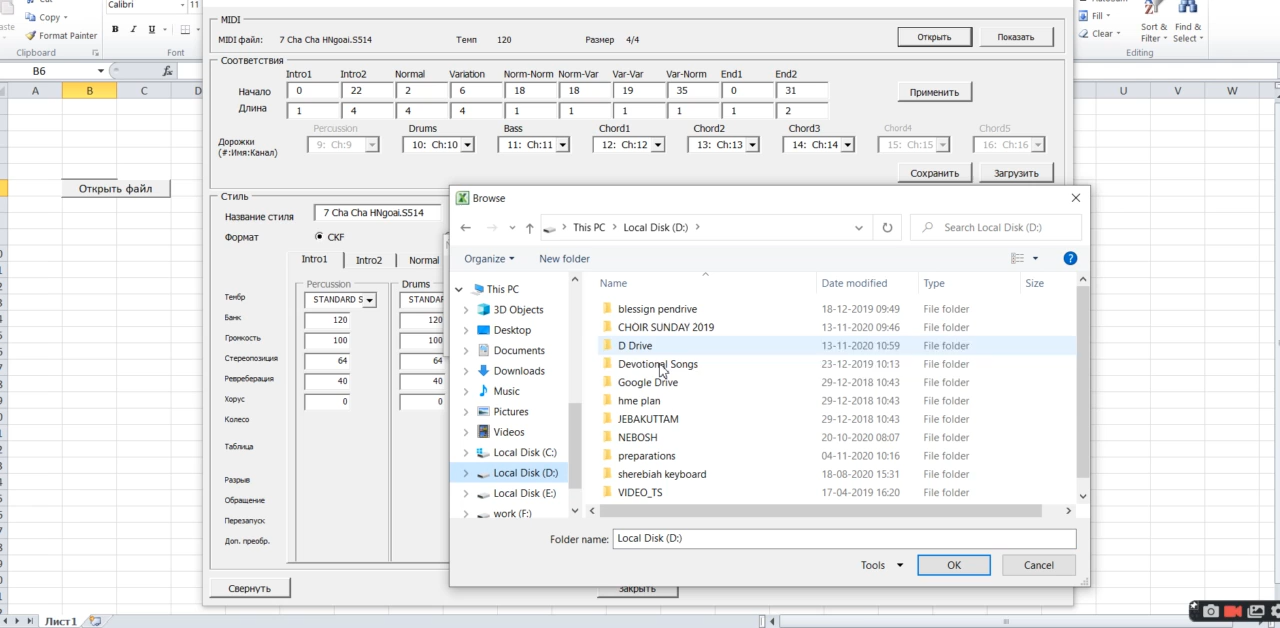 Cut
Copy
Format Painter
Clipboard
Calibri
11
B I U
Font
B6
fx
Fill
Clear
Sort &
Filter
Find &
Select
Editing
A B C D U V W
Открыть файл
MIDI
MIDI файл: 7 Cha Cha HNgoai.S514 Темп 120 Размер 4/4
Открыть
Показать
Соответствия
Intro1 Intro2 Normal Variation Norm-Norm Norm-Var Var-Var Var-Norm End1 End2
Начало 0 22 2 6 18 18 19 35 0 31
Применить
Длина 1 4 4 4 1 1 1 1 1 2
Percussion Drums Bass Chord1 Chord2 Chord3 Chord4 Chord5
Дорожки
(#:Имя:Канал)
9: Ch:9 10: Ch:10 11: Ch:11 12: Ch:12 13: Ch:13 14: Ch:14 15: Ch:15 16: Ch:16
Сохранить
Загрузить
Стиль
Название стиля 7 Cha Cha HNgoai.S514
Формат CKF
Intro1 Intro2 Normal
Percussion Drums
Тенбр STANDARD S STANDAR
Банк 120 120
Громкость 100 100
Стереопозиция 64 64
Ревреберация 40 40
Хорус 0 0
Колесо
Таблица
Разрыв
Обращение
Перезапуск
Доп. преобр.
Свернуть
Закрыть
Browse
This PC Local Disk (D:)
Search Local Disk (D:)
Organize
New folder
This PC
3D Objects
Desktop
Documents
Downloads
Music
Pictures
Videos
Local Disk (C:)
Local Disk (D:)
Local Disk (E:)
work (F:)
Name Date modified Type Size
blessign pendrive 18-12-2019 09:49 File folder
CHOIR SUNDAY 2019 13-11-2020 09:46 File folder
D Drive 13-11-2020 10:59 File folder
Devotional Songs 23-12-2019 10:13 File folder
Google Drive 29-12-2018 10:43 File folder
hme plan 29-12-2018 10:43 File folder
JEBAKUTTAM 29-12-2018 10:43 File folder
NEBOSH 20-10-2020 08:07 File folder
preparations 04-11-2020 10:16 File folder
sherebiah keyboard 18-08-2020 15:31 File folder
VIDEO_TS 17-04-2019 16:20 File folder
Folder name: Local Disk (D:)
Tools
OK
Cancel
Лист1